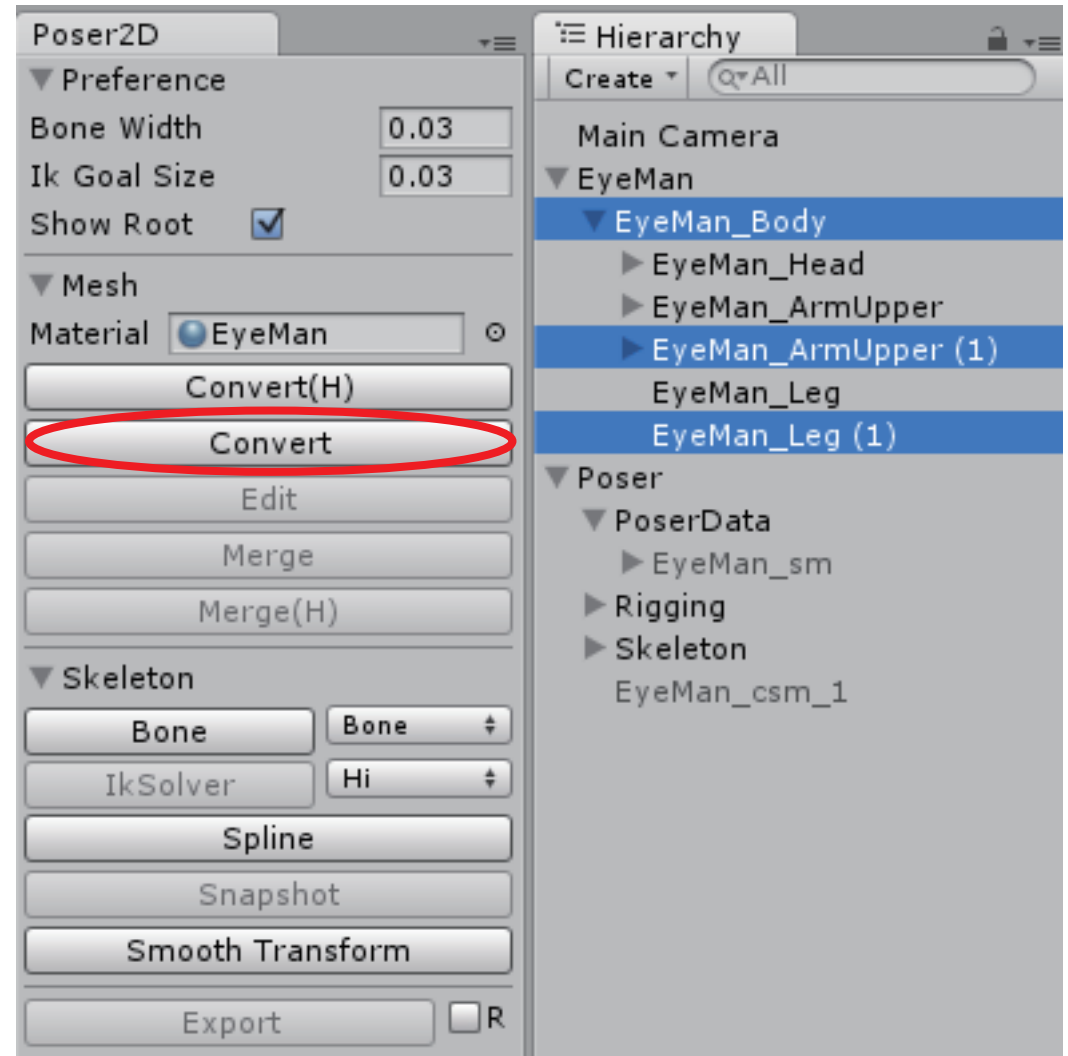 Poser2D
Preference
Bone Width 0.03
Ik Goal Size 0.03
Show Root
Mesh
Material EyeMan
Convert(H)
Convert
Edit
Merge
Merge(H)
Skeleton
Bone Bone
IkSolver Hi
Spline
Snapshot
Smooth Transform
Export R
Hierarchy
Create All
Main Camera
EyeMan
EyeMan_Body
EyeMan_Head
EyeMan_ArmUpper
EyeMan_ArmUpper (1)
EyeMan_Leg
EyeMan_Leg (1)
Poser
PoserData
EyeMan_sm
Rigging
Skeleton
EyeMan_csm_1